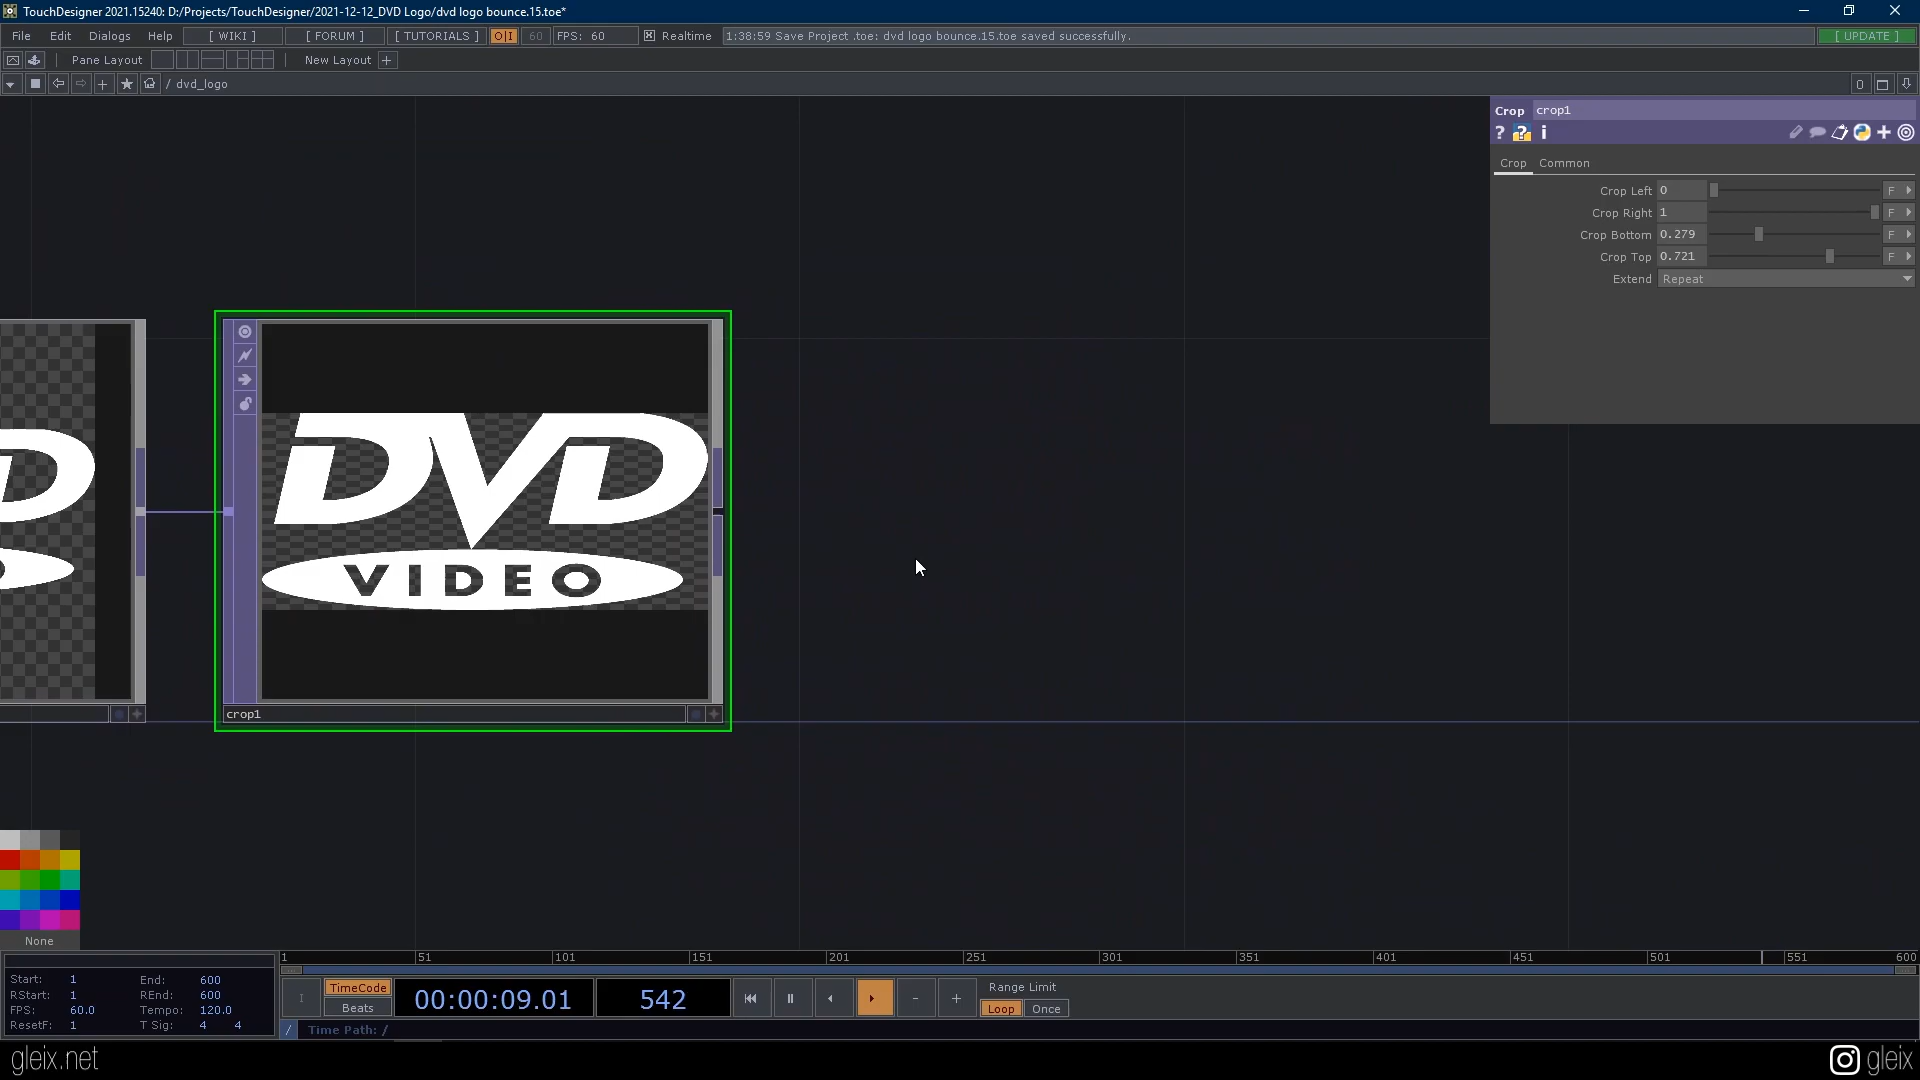 TouchDesigner 2021.15240: D:/Projects/TouchDesigner/2021-12-12_DVD Logo/dvd logo bounce.15.toe*
File Edit Dialogs Help [ WIKI ] [ FORUM ] [ TUTORIALS ] O|I 60 FPS: 60 Realtime 1:38:59 Save Project .toe: dvd logo bounce.15.toe saved successfully. [ UPDATE ]
Pane Layout New Layout +
/ dvd_logo 0
Crop crop1
? ? i
Crop Common
Crop Left 0 F
Crop Right 1 F
Crop Bottom 0.279 F
Crop Top 0.721 F
Extend Repeat
DVD
VIDEO
crop1
None
1 51 101 151 201 251 301 351 401 451 501 551 600
Start: 1 End: 600
RStart: 1 REnd: 600
FPS: 60.0 Tempo: 120.0
ResetF: 1 T Sig: 4 4
I TimeCode Beats 00:00:09.01 542 - + Range Limit
Loop Once
/ Time Path: /
gleix.net
gleix